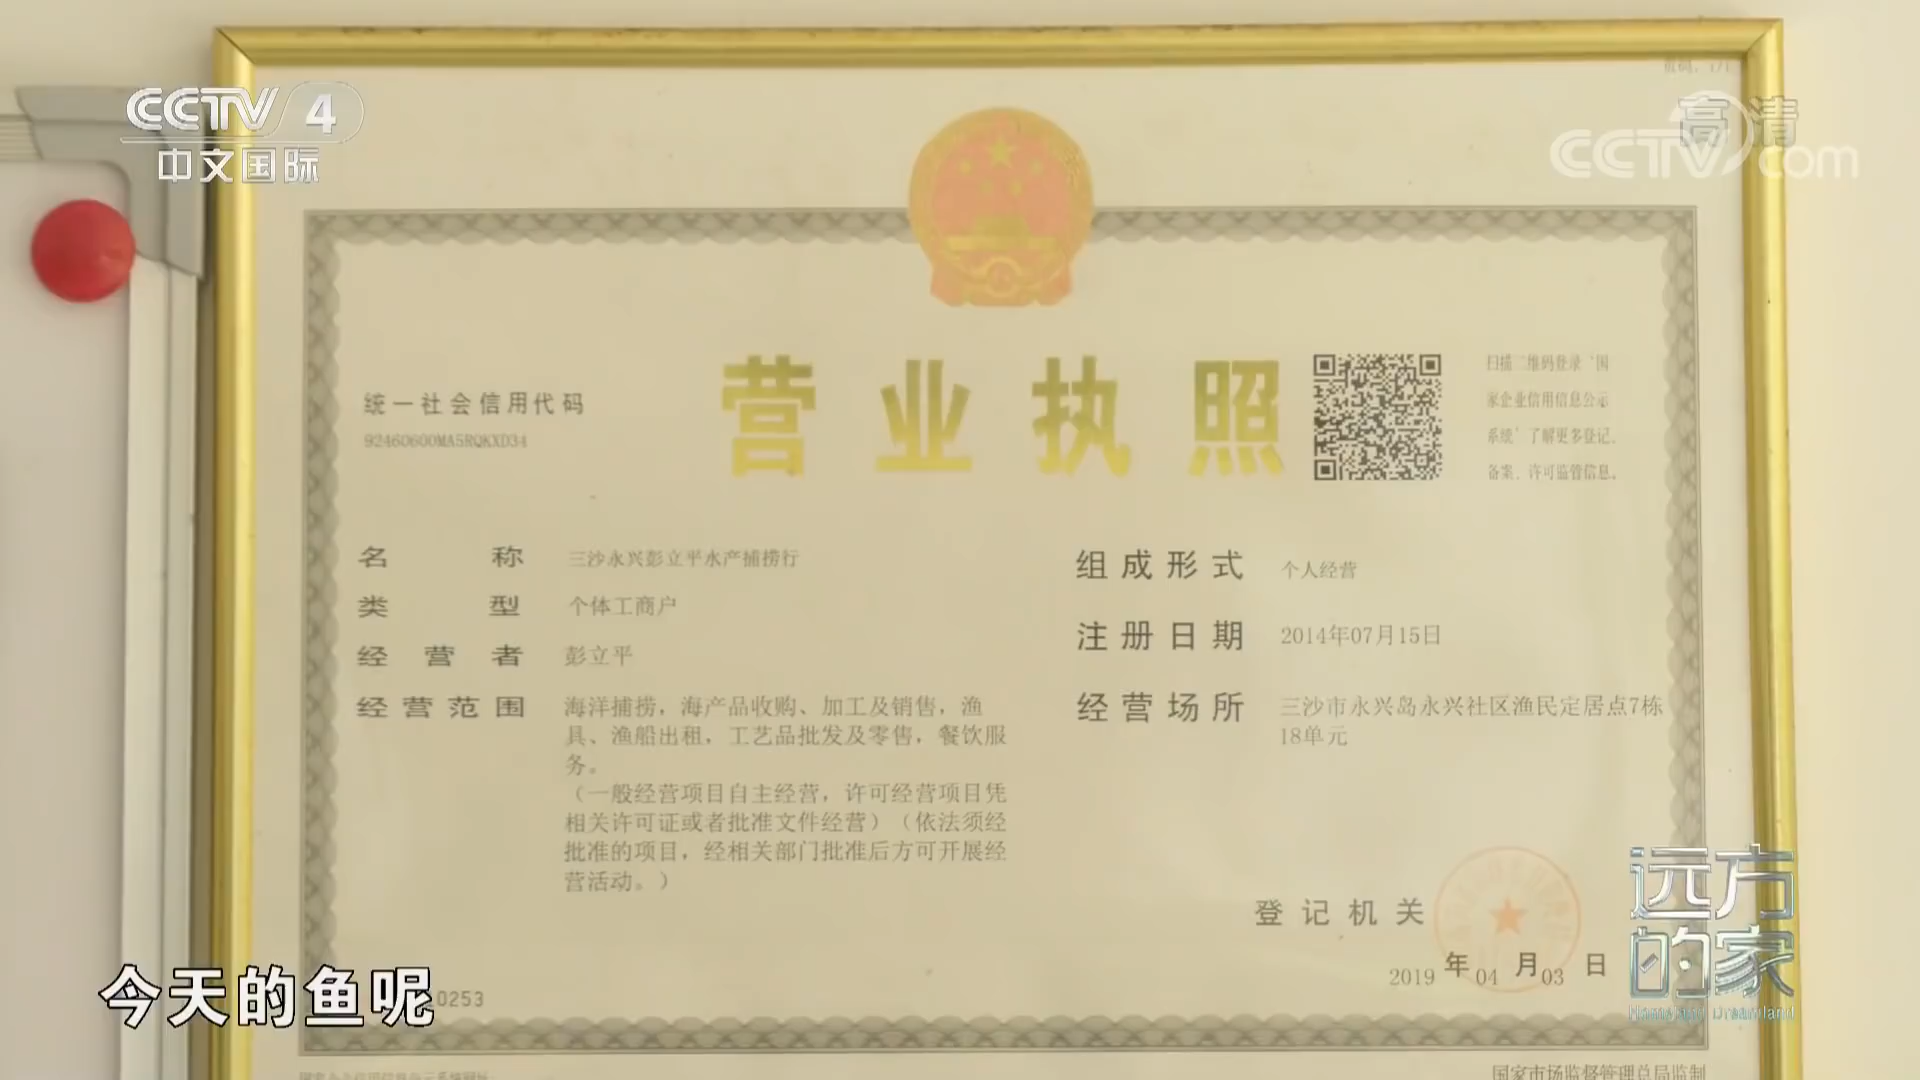 CCTV 4
中文国际
高清
CCTV.com
营业执照
统一社会信用代码
92460600MA5RQKXD34
扫描二维码登录‘国
家企业信用信息公示
系统’了解更多登记、
备案、许可监管信息。
名称 三沙永兴彭立平水产捕捞行
类型 个体工商户
经营者 彭立平
经营范围 海洋捕捞，海产品收购、加工及销售，渔
具、渔船出租，工艺品批发及零售，餐饮服
务。
（一般经营项目自主经营，许可经营项目凭
相关许可证或者批准文件经营）（依法须经
批准的项目，经相关部门批准后方可开展经
营活动。）
组成形式 个人经营
注册日期 2014年07月15日
经营场所 三沙市永兴岛永兴社区渔民定居点7栋
18单元
登记机关
2019年04月03日
远方
的家
Homeland Dreamland
今天的鱼呢
0253
国家市场监督管理总局监制